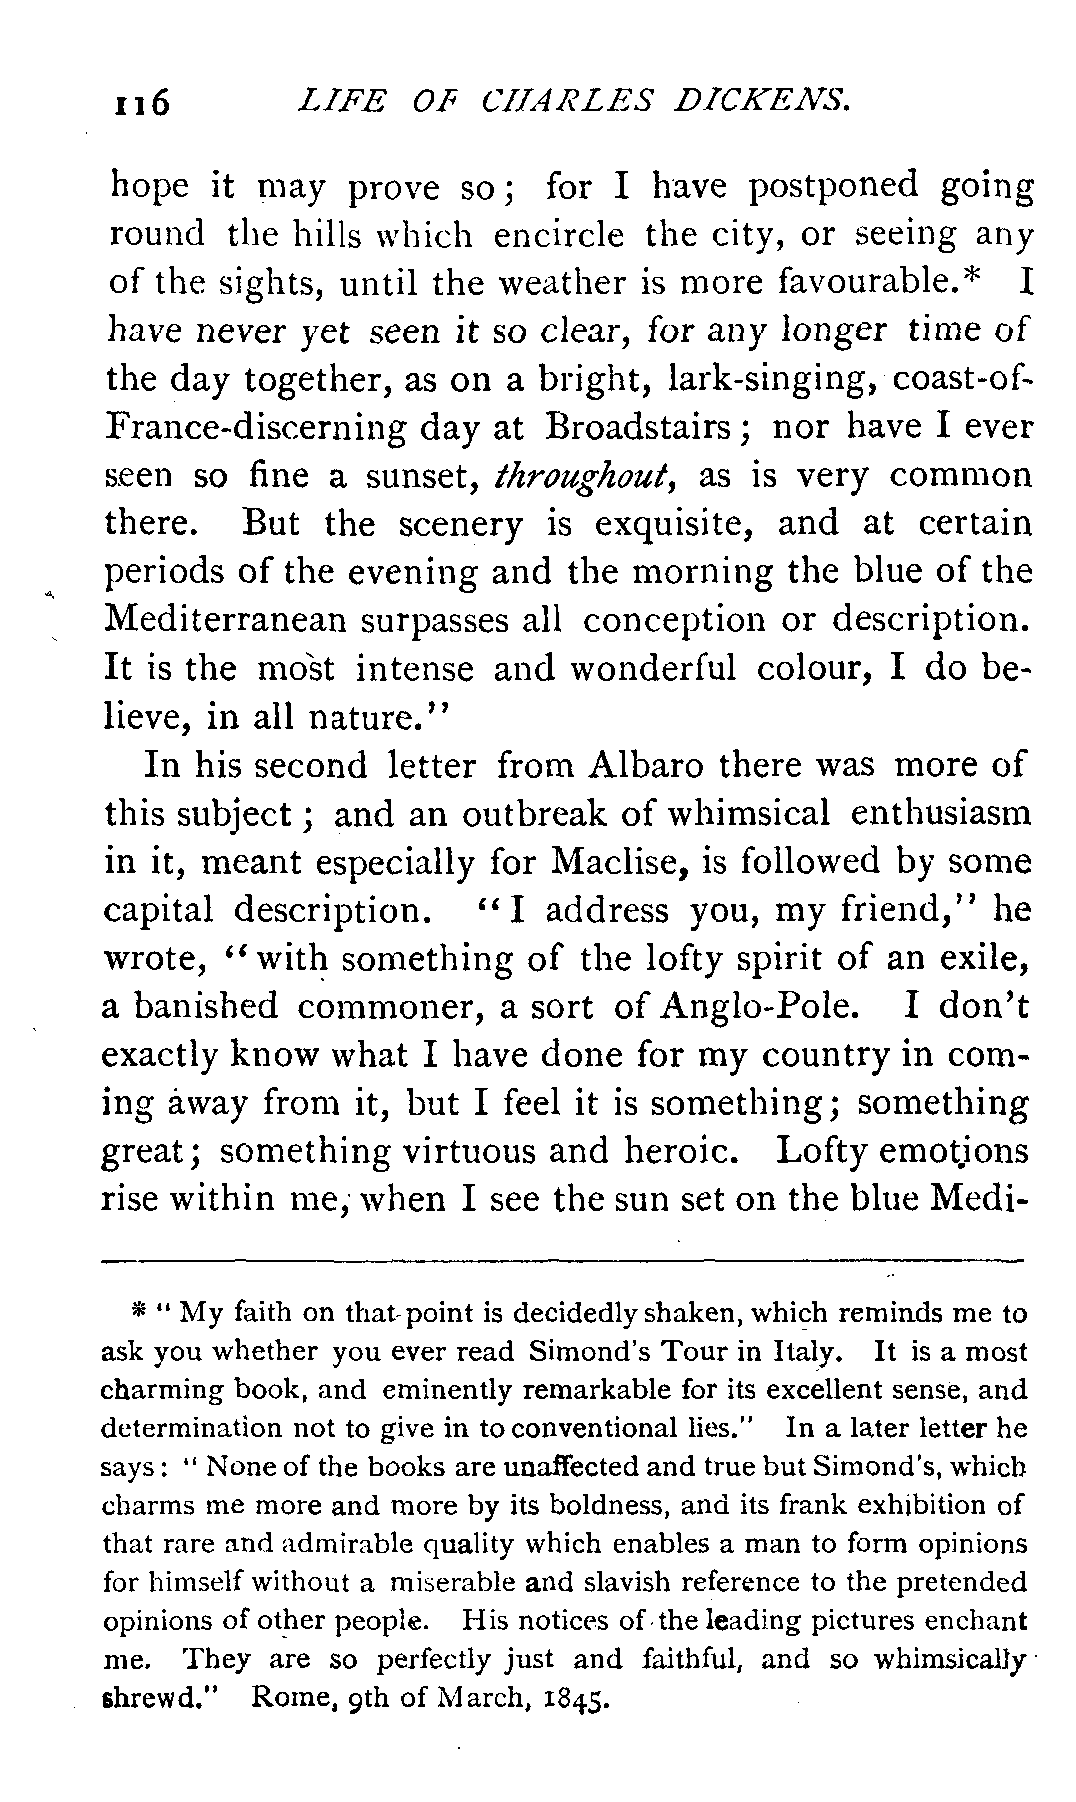 116 LIFE OF CHARLES DICKENS.
hope it may prove so; for I have postponed going
round the hills which encircle the city, or seeing any
of the sights, until the weather is more favourable.* I
have never yet seen it so clear, for any longer time of
the day together, as on a bright, lark-singing, coast-of-
France-discerning day at Broadstairs; nor have I ever
seen so fine a sunset, throughout, as is very common
there. But the scenery is exquisite, and at certain
periods of the evening and the morning the blue of the
Mediterranean surpasses all conception or description.
It is the most intense and wonderful colour, I do be-
lieve, in all nature."
In his second letter from Albaro there was more of
this subject; and an outbreak of whimsical enthusiasm
in it, meant especially for Maclise, is followed by some
capital description. "I address you, my friend," he
wrote, "with something of the lofty spirit of an exile,
a banished commoner, a sort of Anglo-Pole. I don't
exactly know what I have done for my country in com-
ing away from it, but I feel it is something; something
great; something virtuous and heroic. Lofty emotions
rise within me, when I see the sun set on the blue Medi-
* "My faith on that point is decidedly shaken, which reminds me to
ask you whether you ever read Simond's Tour in Italy. It is a most
charming book, and eminently remarkable for its excellent sense, and
determination not to give in to conventional lies." In a later letter he
says: "None of the books are unaffected and true but Simond's, which
charms me more and more by its boldness, and its frank exhibition of
that rare and admirable quality which enables a man to form opinions
for himself without a miserable and slavish reference to the pretended
opinions of other people. His notices of the leading pictures enchant
me. They are so perfectly just and faithful, and so whimsically
shrewd." Rome, 9th of March, 1845.